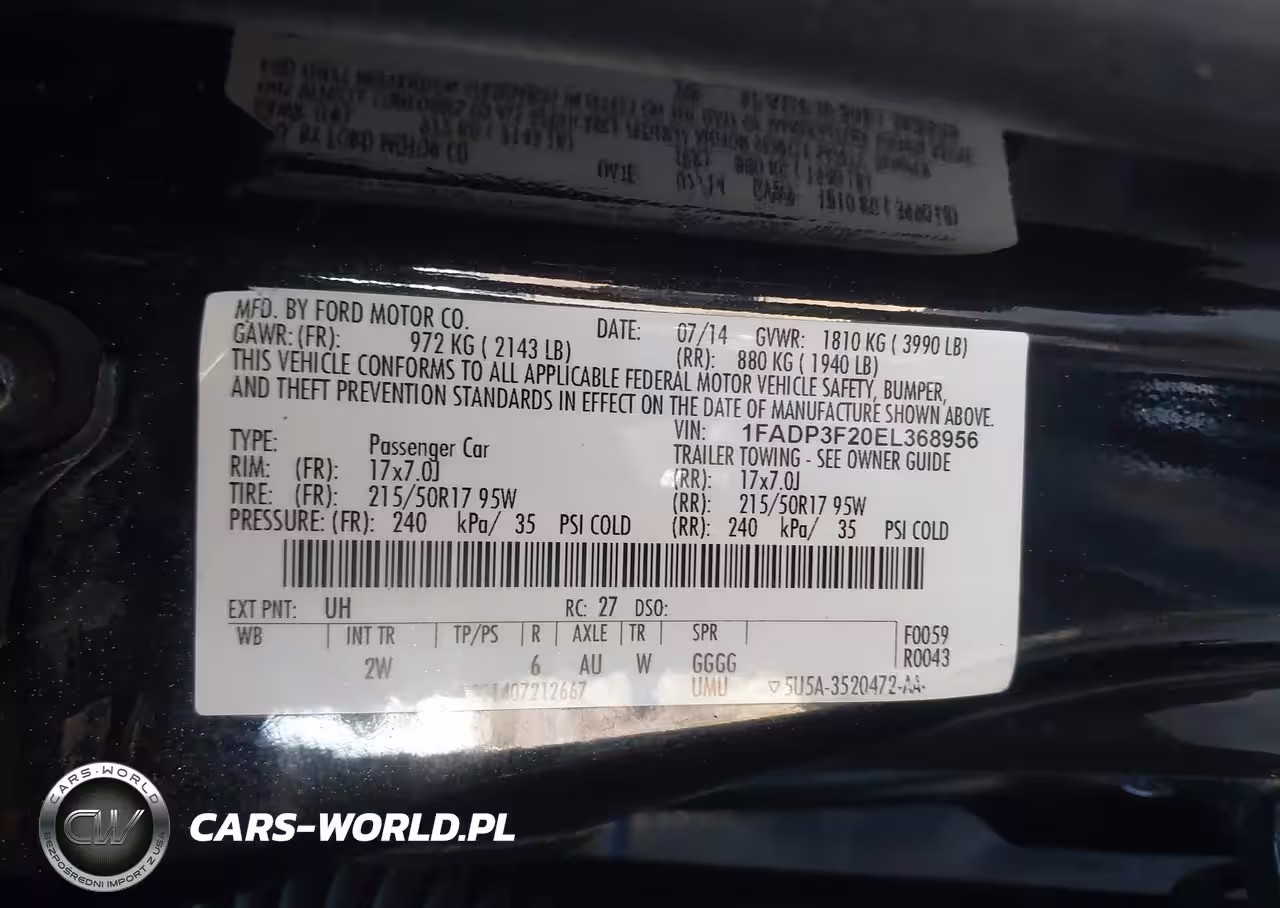 MFD. BY FORD MOTOR CO.
DATE: 07/14 GVWR: 1810 KG ( 3990 LB)
GAWR: (FR): 972 KG ( 2143 LB) (RR): 880 KG ( 1940 LB)
THIS VEHICLE CONFORMS TO ALL APPLICABLE FEDERAL MOTOR VEHICLE SAFETY, BUMPER,
AND THEFT PREVENTION STANDARDS IN EFFECT ON THE DATE OF MANUFACTURE SHOWN ABOVE.
VIN: 1FADP3F20EL368956
TYPE: Passenger Car TRAILER TOWING - SEE OWNER GUIDE
RIM: (FR): 17x7.0J (RR): 17x7.0J
TIRE: (FR): 215/50R17 95W (RR): 215/50R17 95W
PRESSURE: (FR): 240 kPa/ 35 PSI COLD (RR): 240 kPa/ 35 PSI COLD
EXT PNT: UH RC: 27 DSO:
WB INT TR TP/PS R AXLE TR SPR F0059
2W 6 AU W GGGG R0043
UMU ▽5U5A-3520472-AA
CARS-WORLD
CW
BEZPOŚREDNI IMPORT Z USA
CARS-WORLD.PL